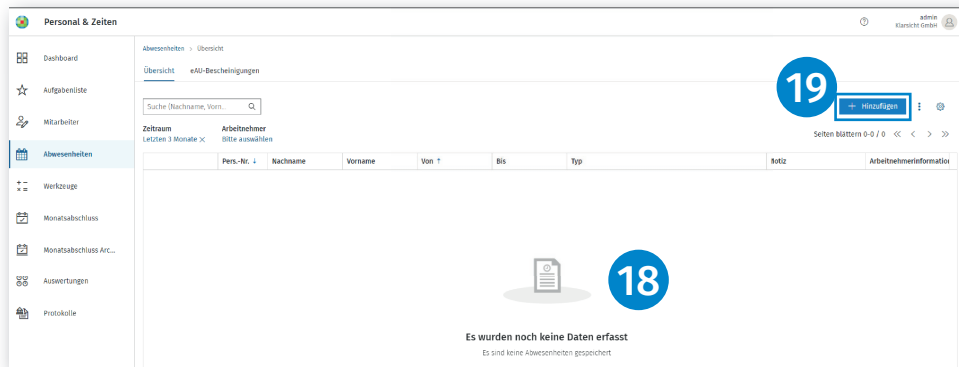 Personal & Zeiten
admin
Klarsicht GmbH
Dashboard
Aufgabenliste
Mitarbeiter
Abwesenheiten
Werkzeuge
Monatsabschluss
Monatsabschluss Arc...
Auswertungen
Protokolle
Abwesenheiten > Übersicht
Übersicht eAU-Bescheinigungen
Suche (Nachname, Vorn...
19
+ Hinzufügen
Zeitraum Arbeitnehmer
Letzten 3 Monate × Bitte auswählen
Seiten blättern 0-0 / 0
Pers.-Nr. ↓ Nachname Vorname Von ↑ Bis Typ Notiz Arbeitnehmerinformation
18
Es wurden noch keine Daten erfasst
Es sind keine Abwesenheiten gespeichert